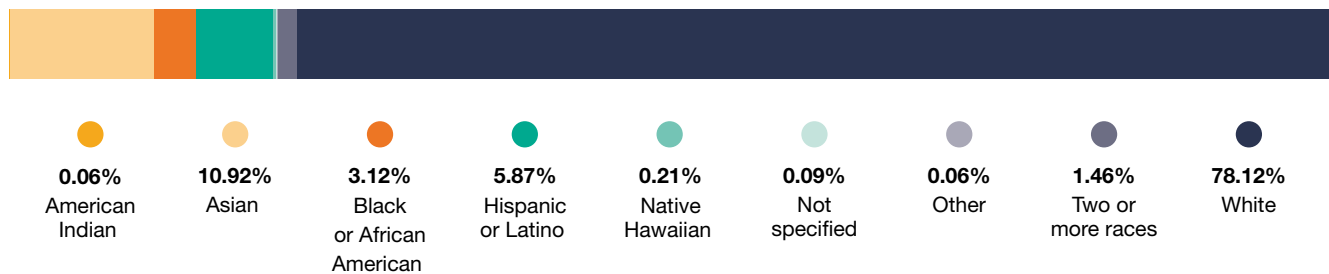 0.06%
American
Indian
10.92%
Asian
3.12%
Black
or African
American
5.87%
Hispanic
or Latino
0.21%
Native
Hawaiian
0.09%
Not
specified
0.06%
Other
1.46%
Two or
more races
78.12%
White